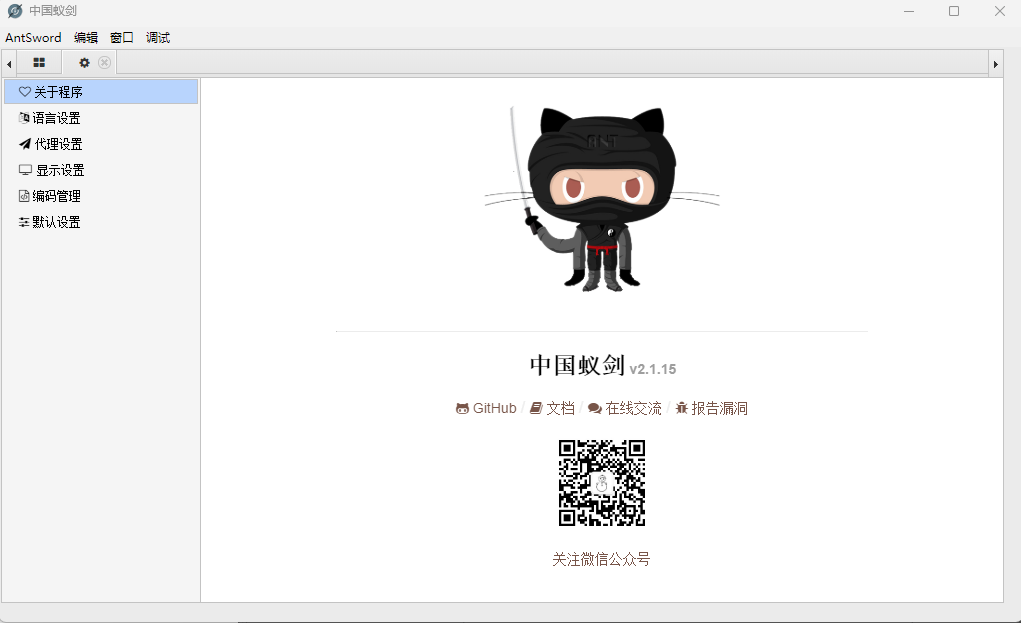 中国蚁剑
AntSword 编辑 窗口 调试
关于程序
语言设置
代理设置
显示设置
编码管理
默认设置
ANT
中国蚁剑 v2.1.15
GitHub / 文档 / 在线交流 / 报告漏洞
关注微信公众号